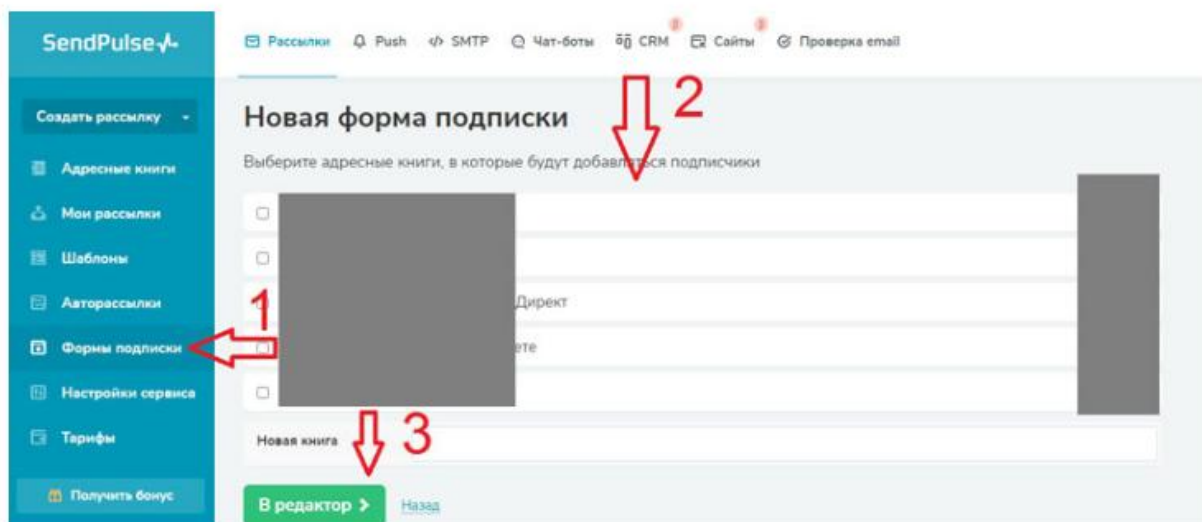 SendPulse
Рассылки Push </> SMTP Чат-боты CRM Сайты Проверка email
Создать рассылку
Адресные книги
Мои рассылки
Шаблоны
Авторассылки
Формы подписки
Настройки сервиса
Тарифы
Получить бонус
Новая форма подписки
2
Выберите адресные книги, в которые будут добавляться подписчики
Директ
1
ете
Новая книга
3
В редактор
Назад